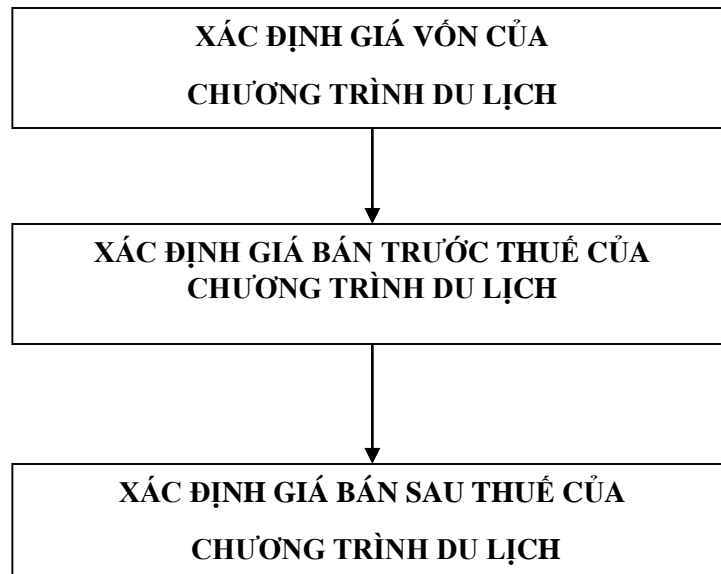 XÁC ĐỊNH GIÁ VỐN CỦA
CHƯƠNG TRÌNH DU LỊCH
XÁC ĐỊNH GIÁ BÁN TRƯỚC THUẾ CỦA
CHƯƠNG TRÌNH DU LỊCH
XÁC ĐỊNH GIÁ BÁN SAU THUẾ CỦA
CHƯƠNG TRÌNH DU LỊCH